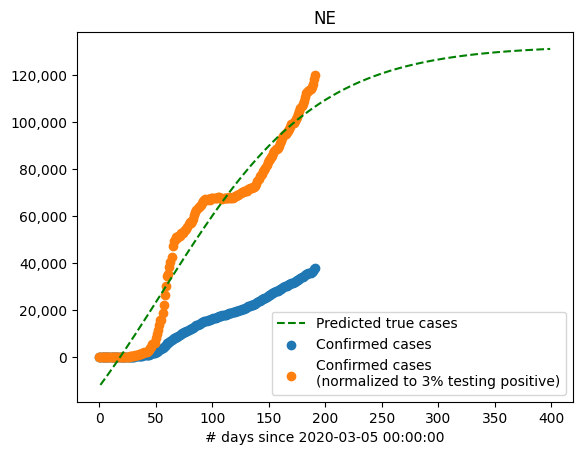 NE
120,000
100,000
80,000
60,000
40,000
20,000
0
Predicted true cases
Confirmed cases
Confirmed cases
(normalized to 3% testing positive)
0 50 100 150 200 250 300 350 400
# days since 2020-03-05 00:00:00